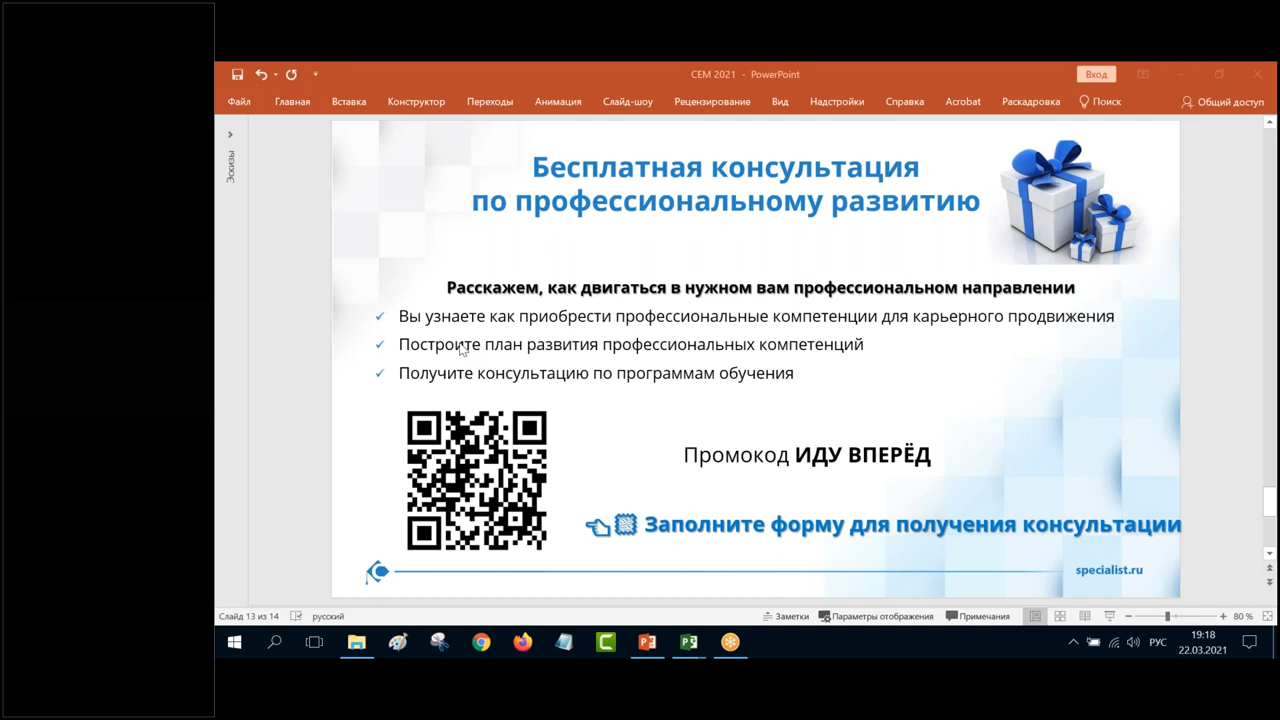 CEM 2021 - PowerPoint
Вход
Файл Главная Вставка Конструктор Переходы Анимация Слайд-шоу Рецензирование Вид Надстройки Справка Acrobat Раскадровка Поиск Общий доступ
Эскизы
Бесплатная консультация
по профессиональному развитию
Расскажем, как двигаться в нужном вам профессиональном направлении
Вы узнаете как приобрести профессиональные компетенции для карьерного продвижения
Построите план развития профессиональных компетенций
Получите консультацию по программам обучения
Промокод ИДУ ВПЕРЁД
Заполните форму для получения консультации
specialist.ru
Слайд 13 из 14 русский Заметки Параметры отображения Примечания 80 %
РУС
19:18
22.03.2021